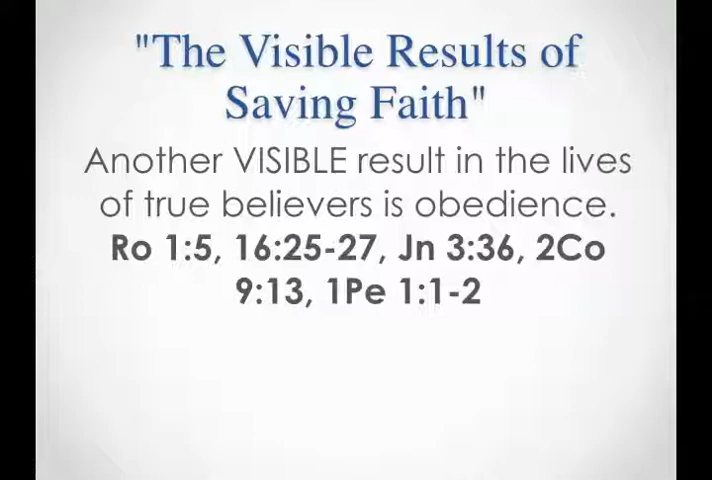 "The Visible Results of
Saving Faith"
Another VISIBLE result in the lives
of true believers is obedience.
Ro 1:5, 16:25-27, Jn 3:36, 2Co
9:13, 1Pe 1:1-2